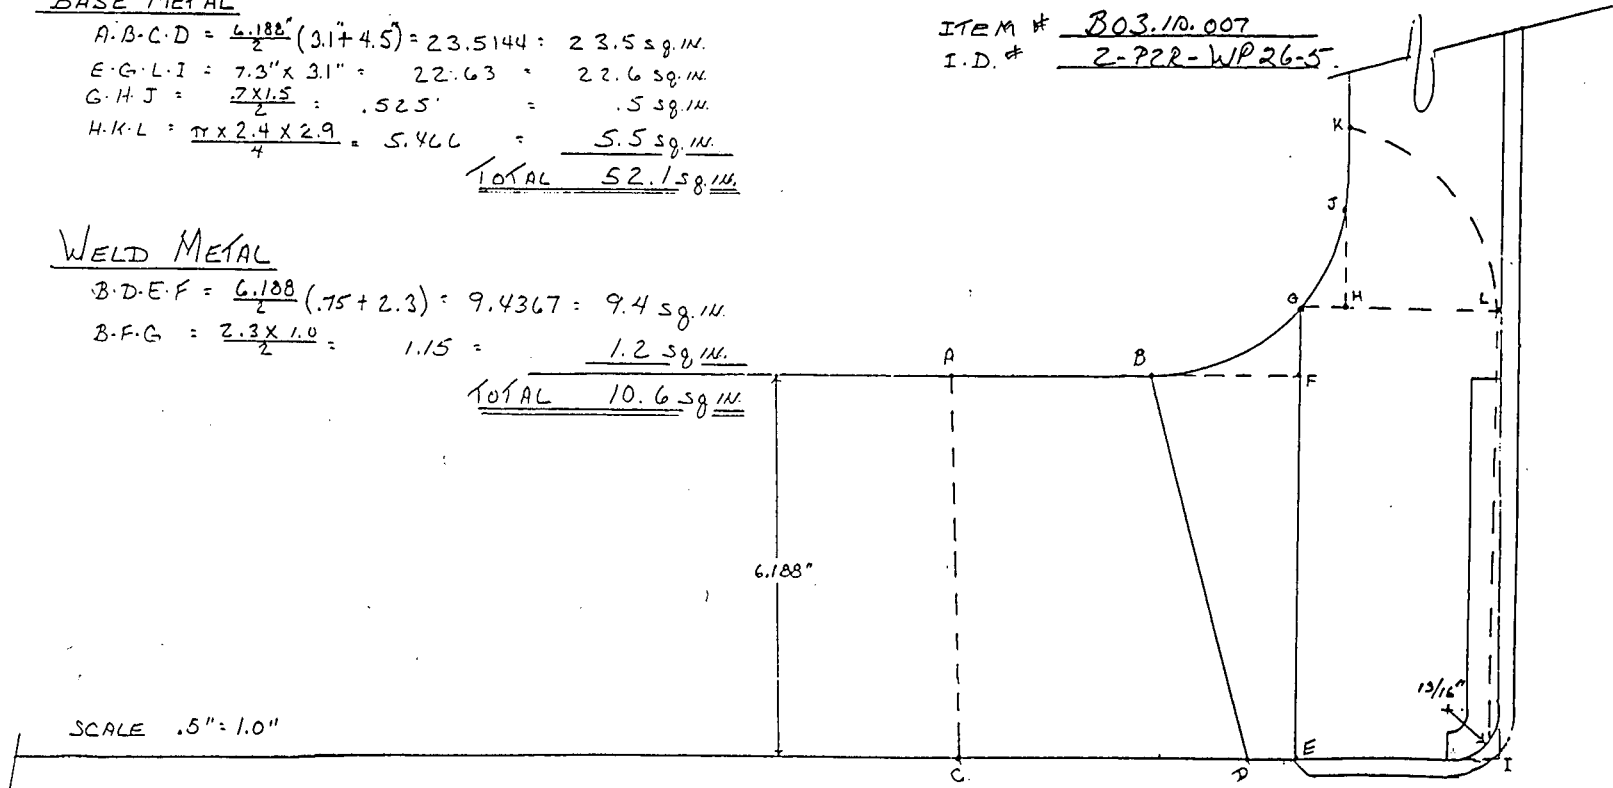 BASE METAL
A·B·C·D = 6.188"/2 (3.1"+ 4.5") = 23.5144 = 23.5 sq.IN.
E·G·L·I = 7.3" x 3.1" = 22.63 = 22.6 sq.IN.
G·H·J = .7x1.5/2 = .525 = .5 sq.IN.
H·K·L = π x 2.4 x 2.9/4 = 5.466 = 5.5 sq.IN.
TOTAL 52.1 sq.IN.
WELD METAL
B·D·E·F = 6.188/2 (.75 + 2.3) = 9.4367 = 9.4 sq.IN.
B·F·G = 2.3 x 1.0/2 = 1.15 = 1.2 sq IN.
TOTAL 10.6 sq IN.
ITEM # B03.10.007
I.D. # 2-PZR-WP26-5
K
J
G H L
A B
F
6.188"
13/16"
SCALE .5"=1.0"
C. D E I